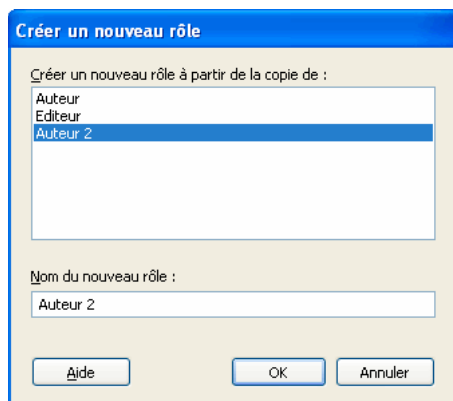 Créer un nouveau rôle
Créer un nouveau rôle à partir de la copie de :
Auteur
Editeur
Auteur 2
Nom du nouveau rôle :
Auteur 2
Aide OK Annuler